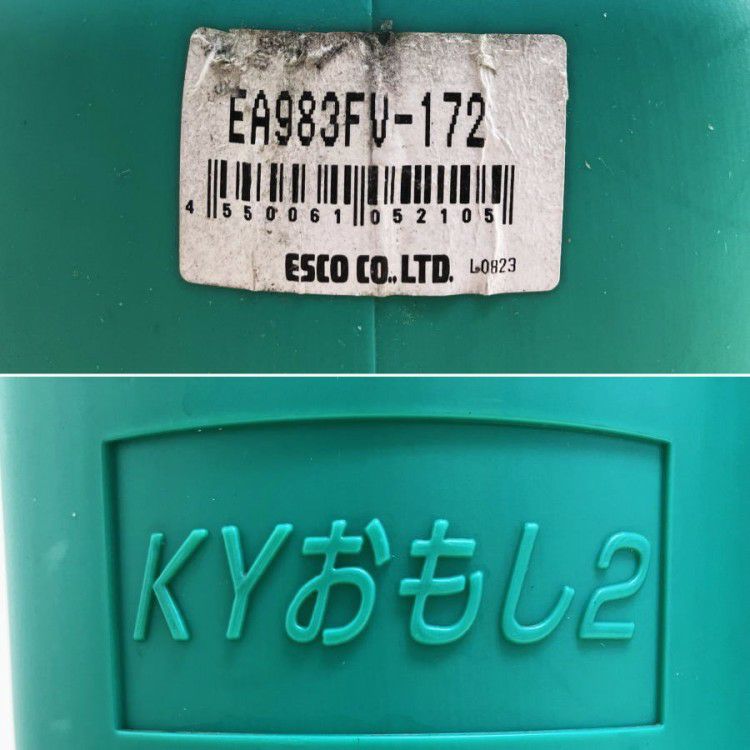 EA983FV-172
4 550061 052105
ESCO CO.,LTD. L0823
KYおもし2